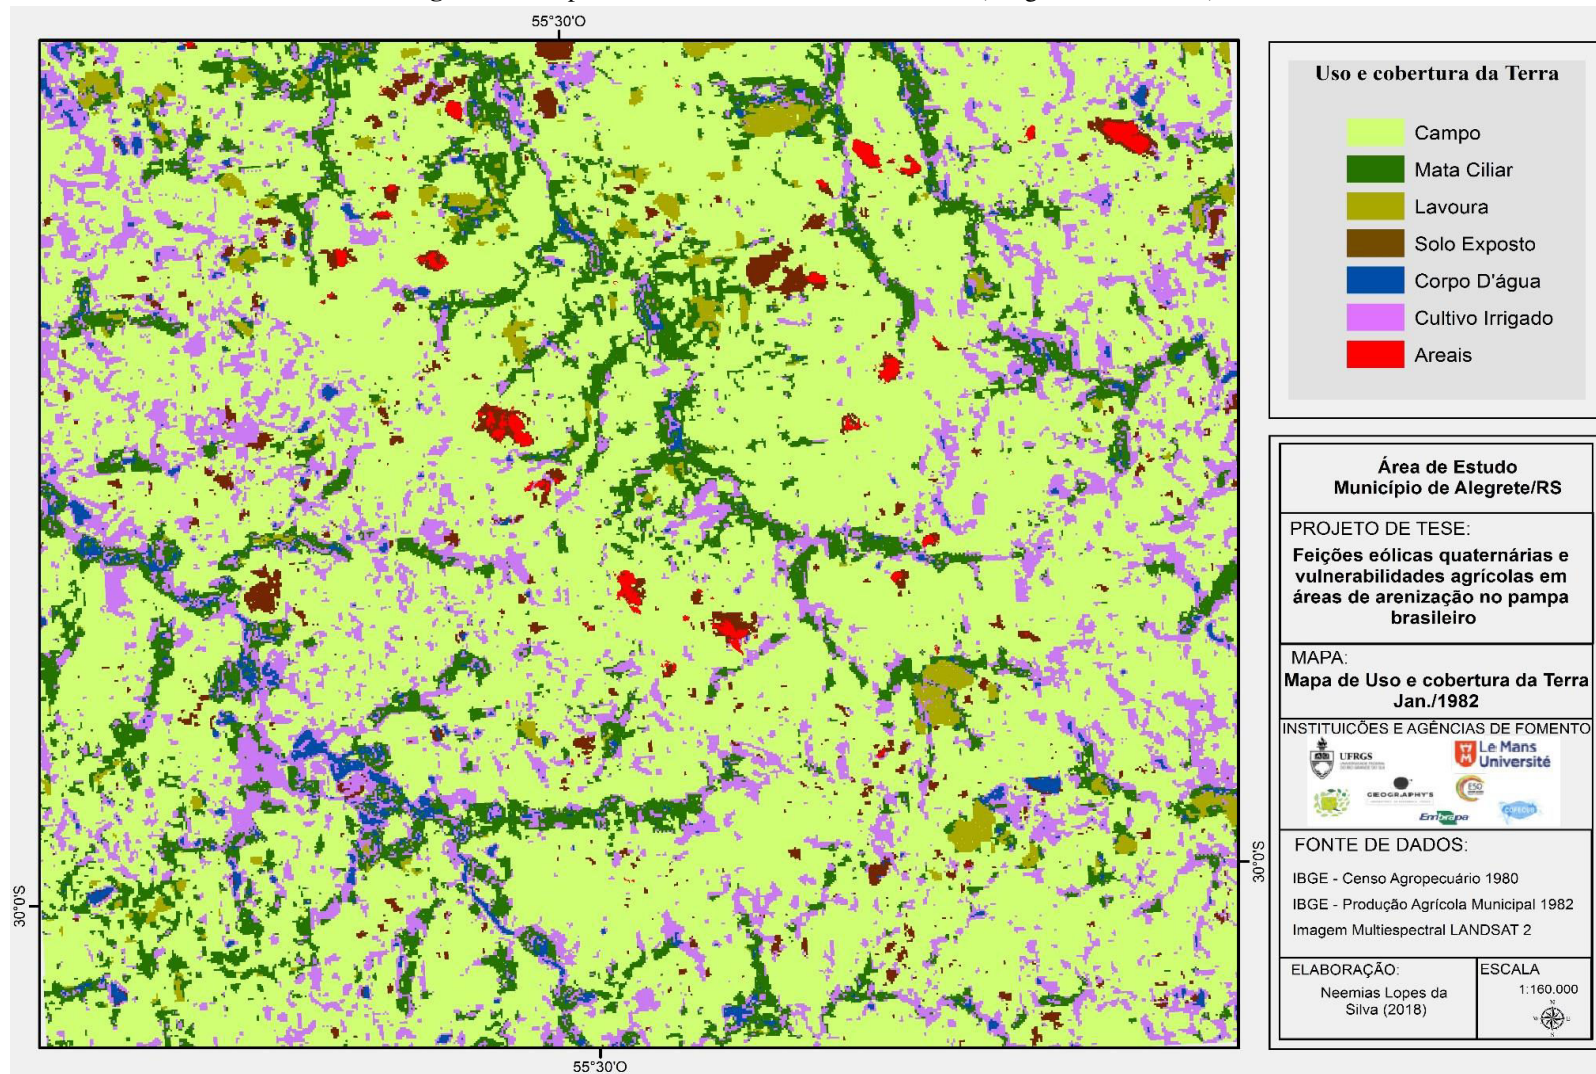 55°30'O
30°0'S
30°0'S
55°30'O
Uso e cobertura da Terra
Campo
Mata Ciliar
Lavoura
Solo Exposto
Corpo D'água
Cultivo Irrigado
Areais
Área de Estudo
Município de Alegrete/RS
PROJETO DE TESE:
Feições eólicas quaternárias e
vulnerabilidades agrícolas em
áreas de arenização no pampa
brasileiro
MAPA:
Mapa de Uso e cobertura da Terra
Jan./1982
INSTITUICÕES E AGÊNCIAS DE FOMENTO
UFRGS
Le Mans
Université
GEOGRAPHY'S
ESO
Embrapa
COFECUB
FONTE DE DADOS:
IBGE - Censo Agropecuário 1980
IBGE - Produção Agrícola Municipal 1982
Imagem Multiespectral LANDSAT 2
ELABORAÇÃO:
Neemias Lopes da
Silva (2018)
ESCALA
1:160.000